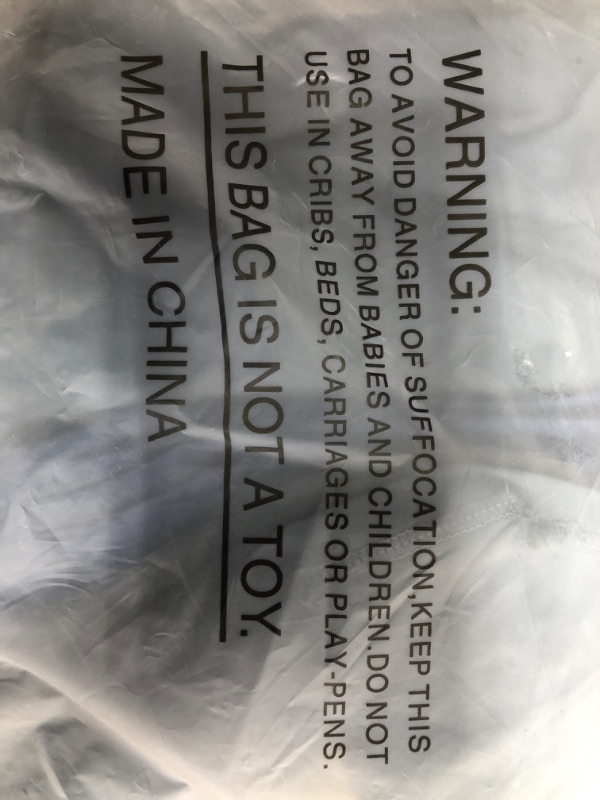 WARNING:
TO AVOID DANGER OF SUFFOCATION,KEEP THIS
BAG AWAY FROM BABIES AND CHILDREN.DO NOT
USE IN CRIBS, BEDS, CARRIAGES OR PLAY-PENS.
THIS BAG IS NOT A TOY.
MADE IN CHINA